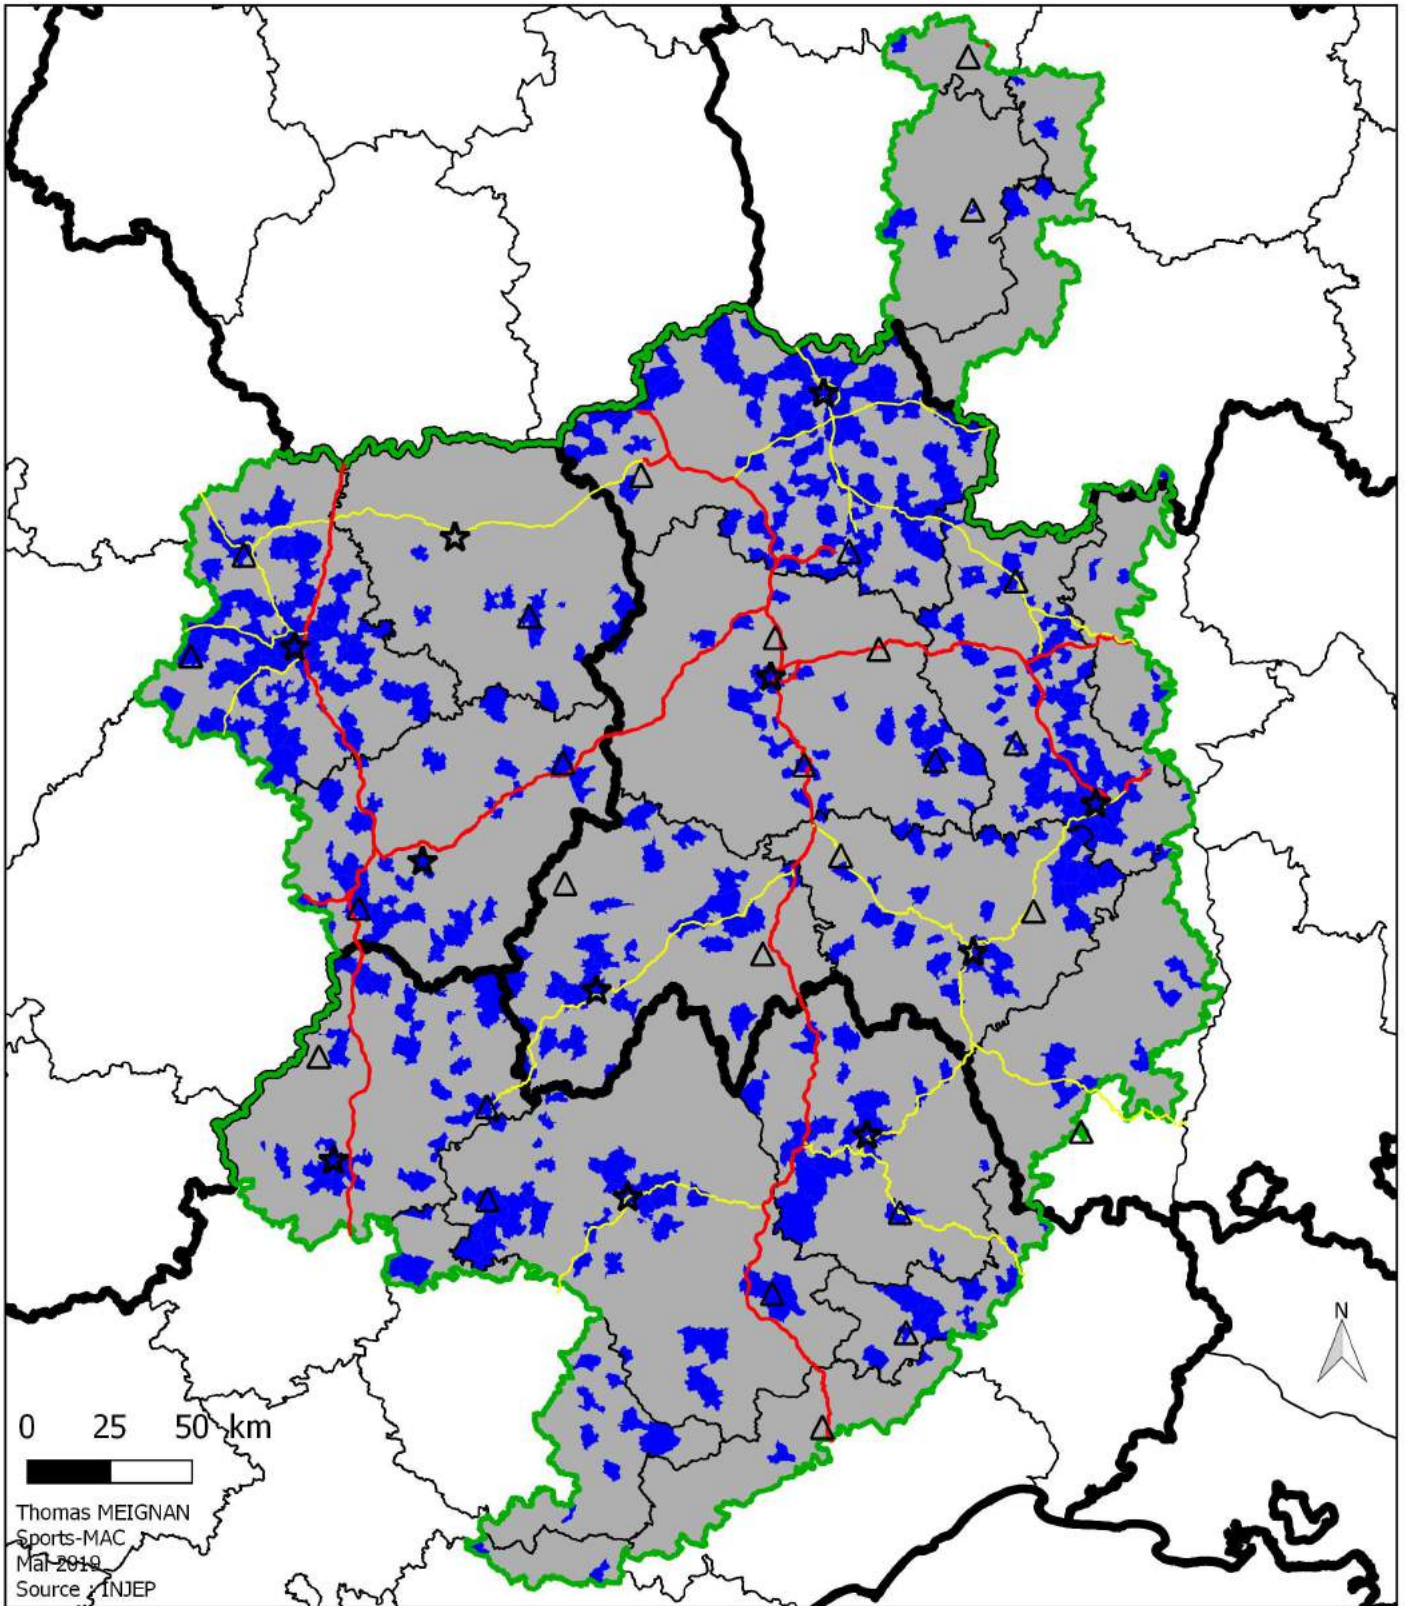 N
0 25 50 km
Thomas MEIGNAN
Sports-MAC
Mai 2019
Source : INJEP